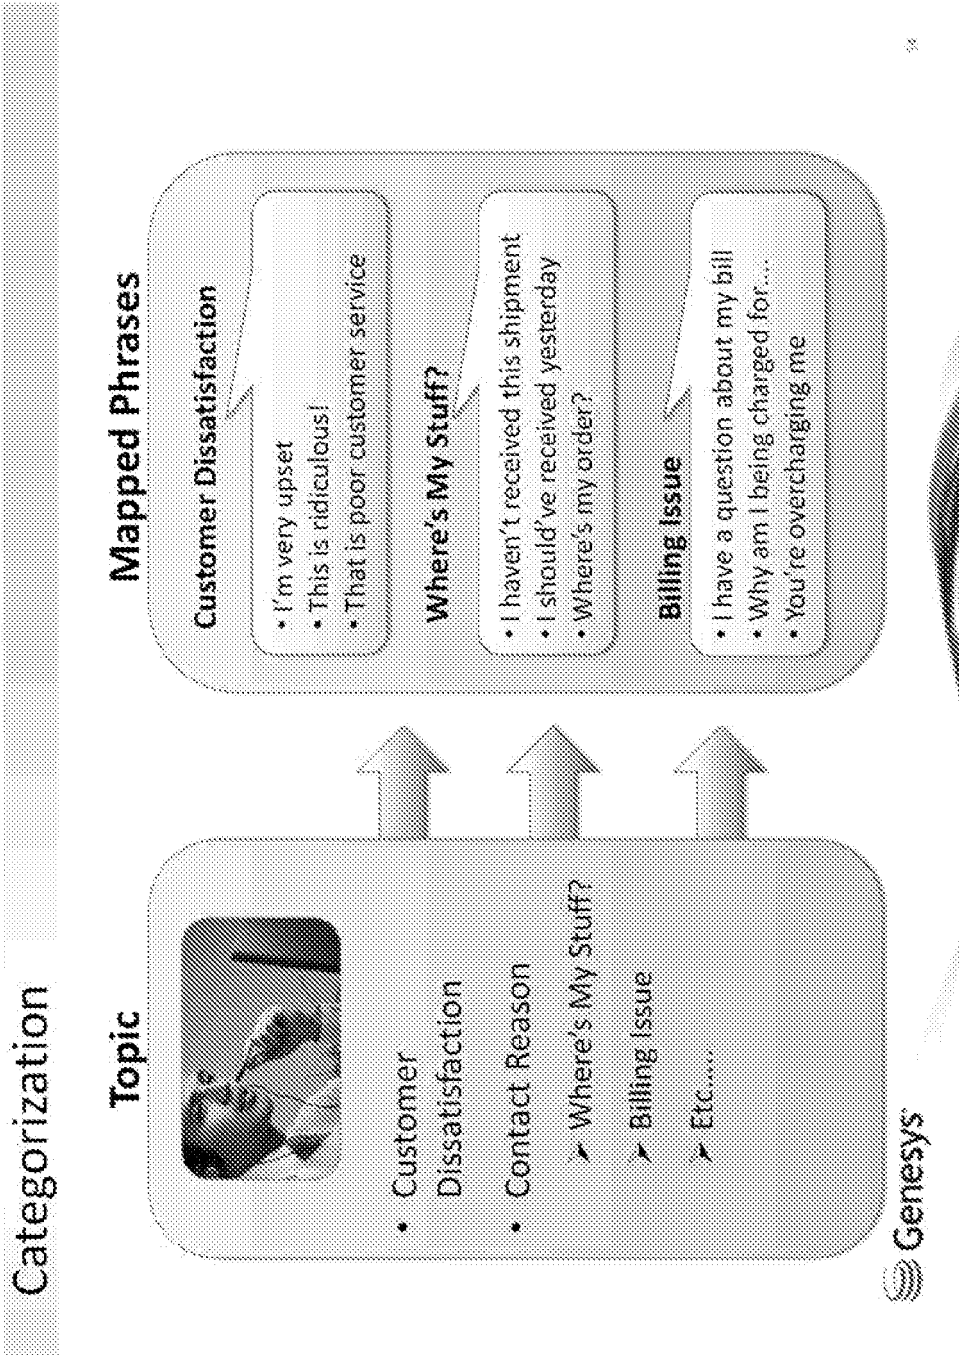 Categorization
Topic
• Customer
Dissatisfaction
• Contact Reason
➤ Where's My Stuff?
➤ Billing Issue
➤ Etc.....
Mapped Phrases
Customer Dissatisfaction
• I'm very upset
• This is ridiculous!
• That is poor customer service
Where's My Stuff?
• I haven't received this shipment
• I should've received yesterday
• Where's my order?
Billing Issue
• I have a question about my bill
• Why am I being charged for....
• You're overcharging me
Genesys